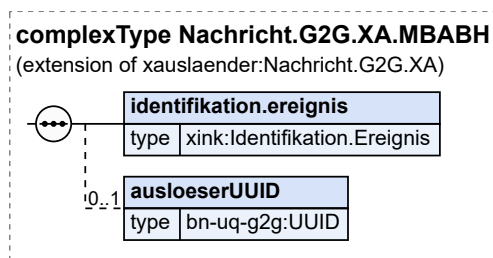 complexType Nachricht.G2G.XA.MBABH
(extension of xauslaender:Nachricht.G2G.XA)
identifikation.ereignis
type xink:Identifikation.Ereignis
0..1 ausloeserUUID
type bn-uq-g2g:UUID